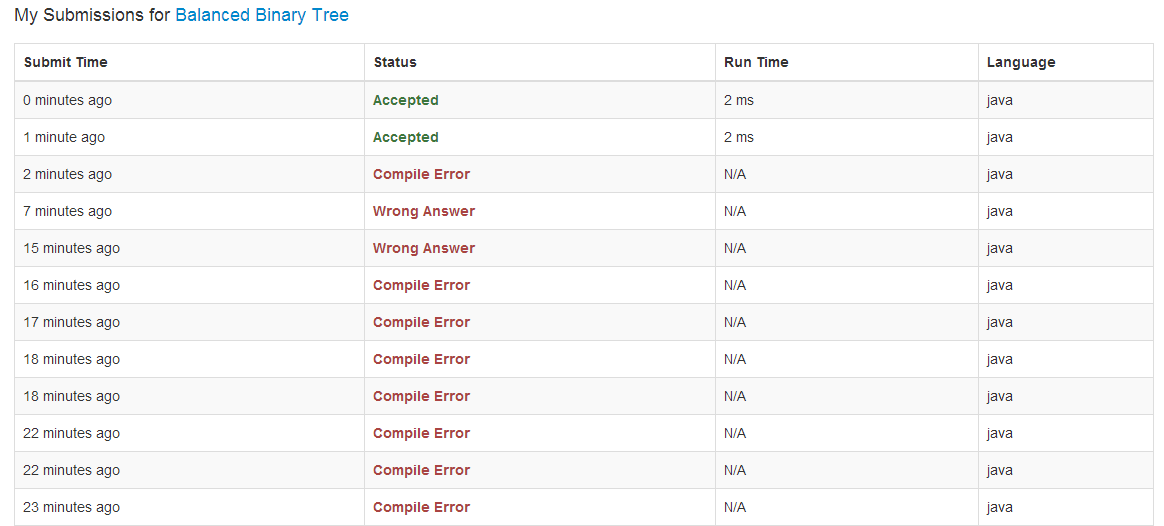 My Submissions for Balanced Binary Tree
Submit Time Status Run Time Language
0 minutes ago Accepted 2 ms java
1 minute ago Accepted 2 ms java
2 minutes ago Compile Error N/A java
7 minutes ago Wrong Answer N/A java
15 minutes ago Wrong Answer N/A java
16 minutes ago Compile Error N/A java
17 minutes ago Compile Error N/A java
18 minutes ago Compile Error N/A java
18 minutes ago Compile Error N/A java
22 minutes ago Compile Error N/A java
22 minutes ago Compile Error N/A java
23 minutes ago Compile Error N/A java